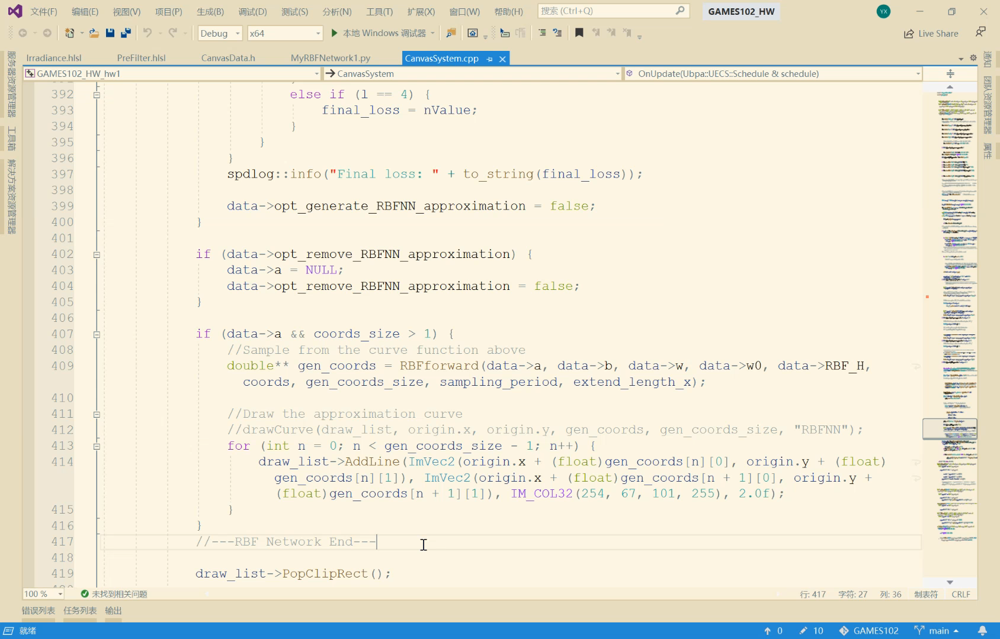 文件(F) 编辑(E) 视图(V) 项目(P) 生成(B) 调试(D) 测试(S) 分析(N) 工具(T) 扩展(X) 窗口(W) 帮助(H) 搜索 (Ctrl+Q) GAMES102_HW YX
Debug x64 本地 Windows 调试器 Live Share
Irradiance.hlsl PreFilter.hlsl CanvasData.h MyRBFNetwork1.py CanvasSystem.cpp
GAMES102_HW_hw1 CanvasSystem OnUpdate(Ubpa::UECS::Schedule & schedule)
服务器资源管理器
工具箱
解决方案资源管理器
通知
团队资源管理器
属性
392 else if (l == 4) {
393 final_loss = nValue;
394 }
395 }
396 }
397 spdlog::info("Final loss: " + to_string(final_loss));
398
399 data->opt_generate_RBFNN_approximation = false;
400 }
401
402 if (data->opt_remove_RBFNN_approximation) {
403 data->a = NULL;
404 data->opt_remove_RBFNN_approximation = false;
405 }
406
407 if (data->a && coords_size > 1) {
408 //Sample from the curve function above
409 double** gen_coords = RBFforward(data->a, data->b, data->w, data->w0, data->RBF_H,
coords, gen_coords_size, sampling_period, extend_length_x);
410
411 //Draw the approximation curve
412 //drawCurve(draw_list, origin.x, origin.y, gen_coords, gen_coords_size, "RBFNN");
413 for (int n = 0; n < gen_coords_size - 1; n++) {
414 draw_list->AddLine(ImVec2(origin.x + (float)gen_coords[n][0], origin.y + (float)
gen_coords[n][1]), ImVec2(origin.x + (float)gen_coords[n + 1][0], origin.y +
(float)gen_coords[n + 1][1]), IM_COL32(254, 67, 101, 255), 2.0f);
415 }
416 }
417 //---RBF Network End---
418
419 draw_list->PopClipRect();
100 % 未找到相关问题 行: 417 字符: 27 列: 36 制表符 CRLF
错误列表 任务列表 输出
就绪 0 10 GAMES102 main